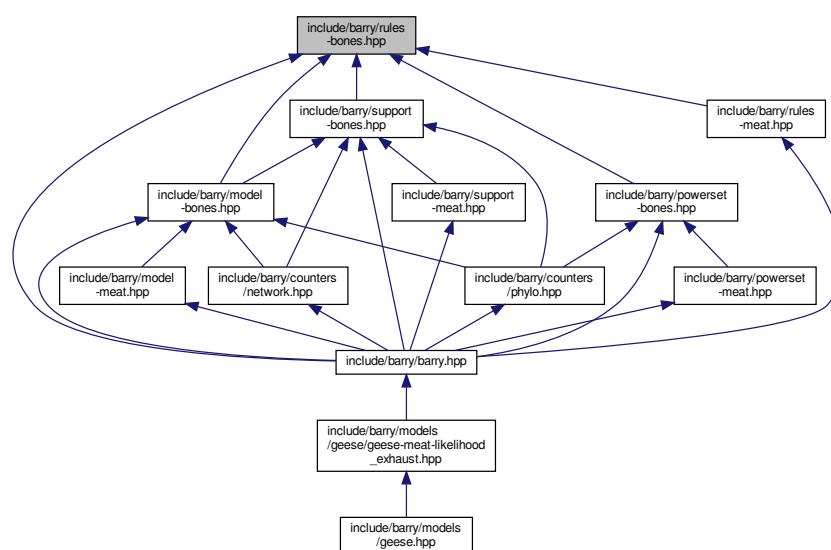 include/barry/rules
-bones.hpp
include/barry/support
-bones.hpp
include/barry/rules
-meat.hpp
include/barry/model
-bones.hpp
include/barry/support
-meat.hpp
include/barry/powerset
-bones.hpp
include/barry/model
-meat.hpp
include/barry/counters
/network.hpp
include/barry/counters
/phylo.hpp
include/barry/powerset
-meat.hpp
include/barry/barry.hpp
include/barry/models
/geese/geese-meat-likelihood
_exhaust.hpp
include/barry/models
/geese.hpp